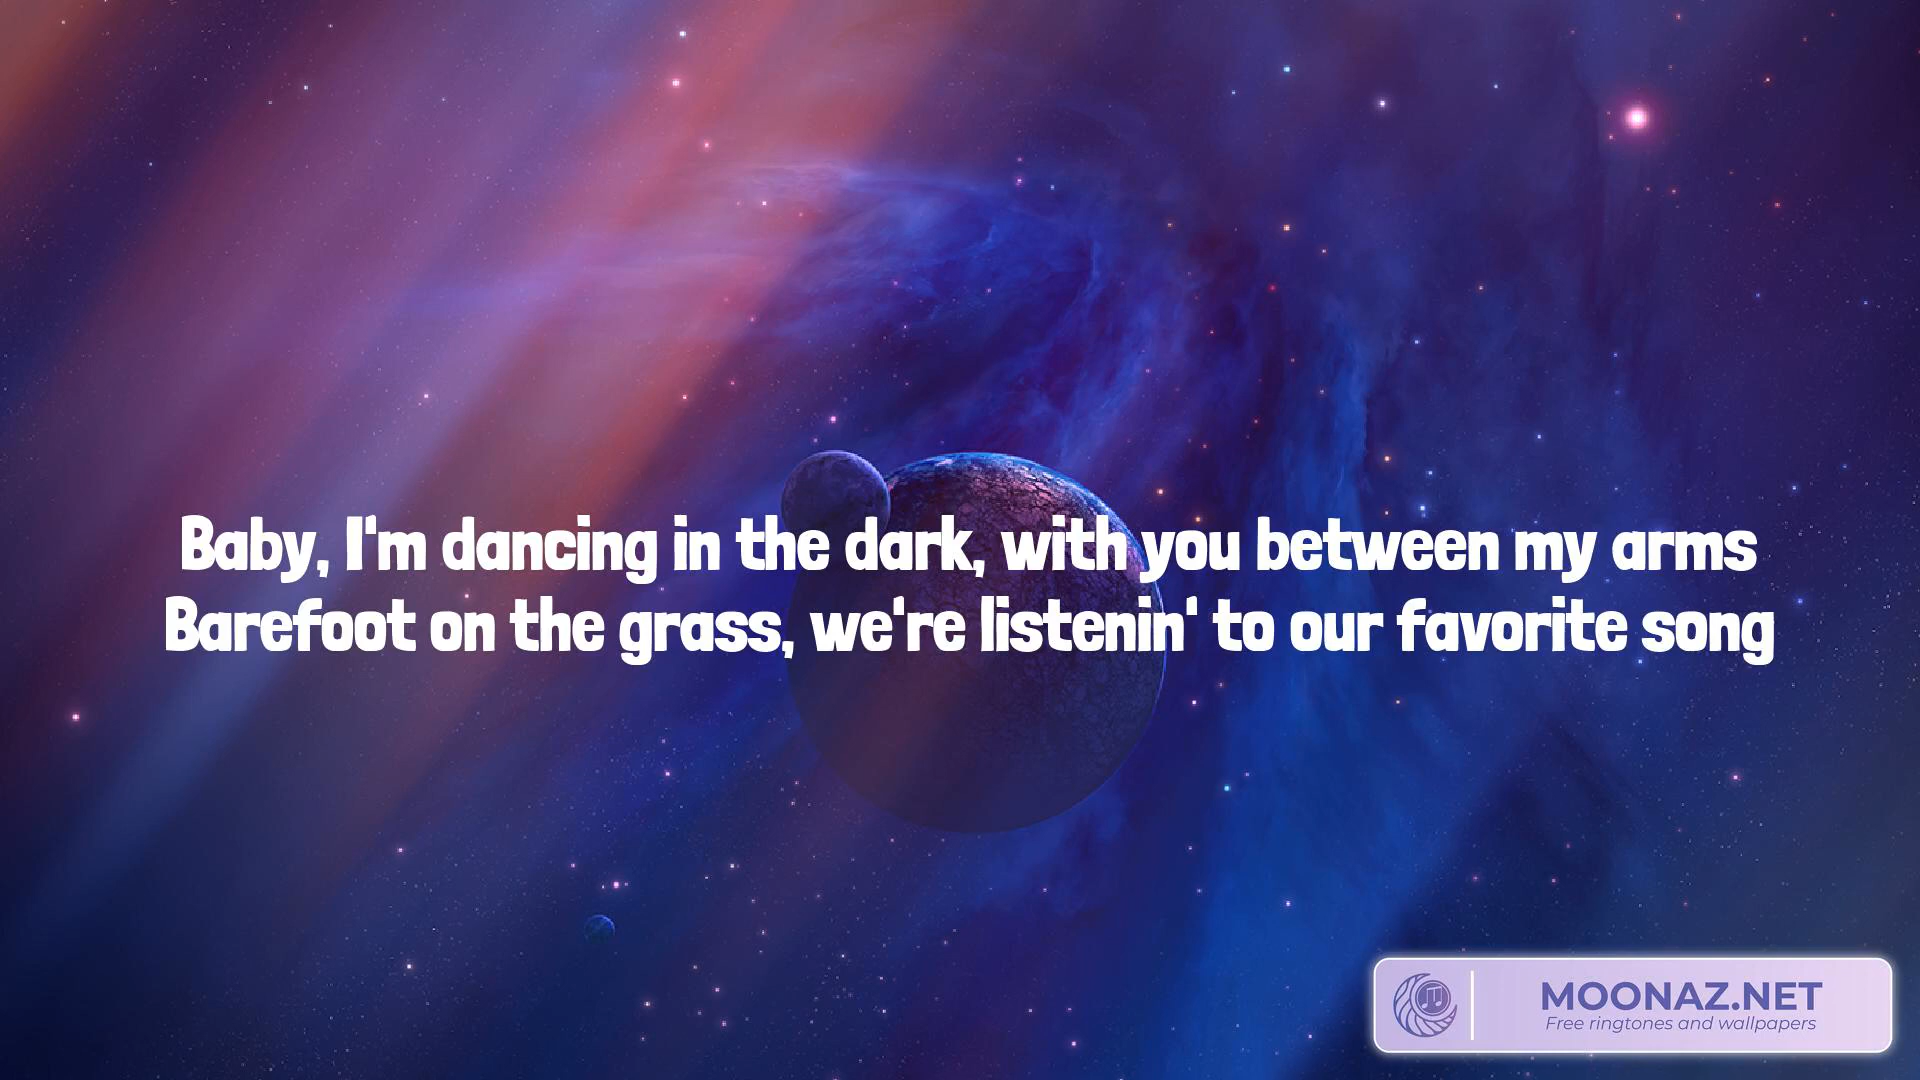 Baby, I'm dancing in the dark, with you between my arms
Barefoot on the grass, we're listenin' to our favorite song
MOONAZ.NET
Free ringtones and wallpapers